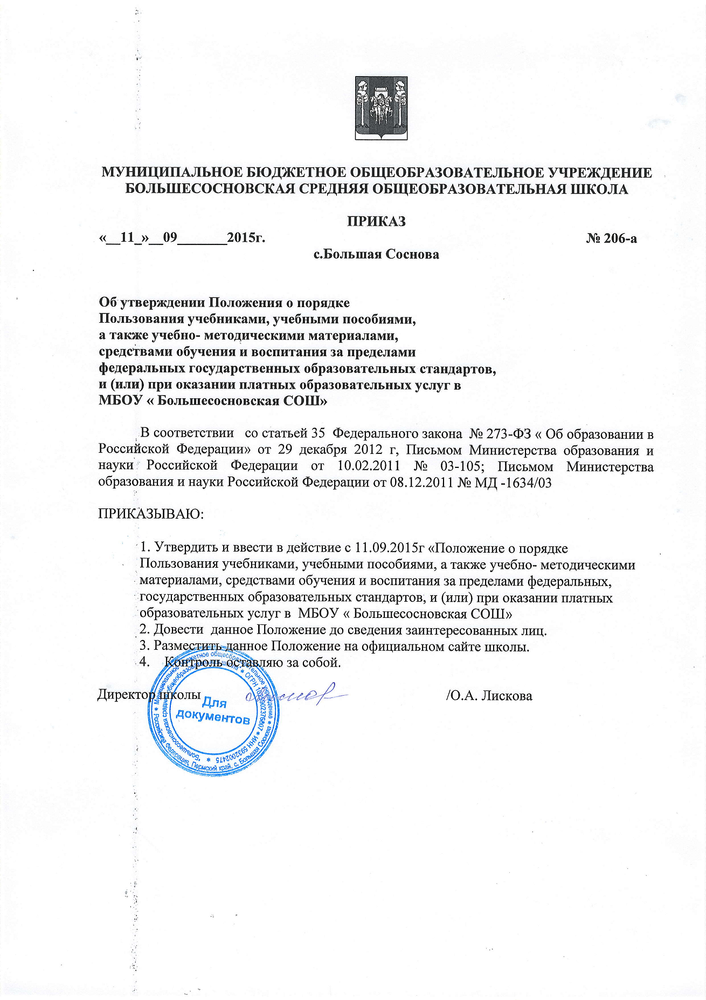 МУНИЦИПАЛЬНОЕ БЮДЖЕТНОЕ ОБЩЕОБРАЗОВАТЕЛЬНОЕ УЧРЕЖДЕНИЕ
БОЛЬШЕСОСНОВСКАЯ СРЕДНЯЯ ОБЩЕОБРАЗОВАТЕЛЬНАЯ ШКОЛА
ПРИКАЗ
«__11_»__09_______2015г. № 206-а
с.Большая Соснова
Об утверждении Положения о порядке
Пользования учебниками, учебными пособиями,
а также учебно- методическими материалами,
средствами обучения и воспитания за пределами
федеральных государственных образовательных стандартов,
и (или) при оказании платных образовательных услуг в
МБОУ « Большесосновская СОШ»
В соответствии со статьей 35 Федерального закона № 273-ФЗ « Об образовании в
Российской Федерации» от 29 декабря 2012 г, Письмом Министерства образования и
науки Российской Федерации от 10.02.2011 № 03-105; Письмом Министерства
образования и науки Российской Федерации от 08.12.2011 № МД -1634/03
ПРИКАЗЫВАЮ:
1. Утвердить и ввести в действие с 11.09.2015г «Положение о порядке
Пользования учебниками, учебными пособиями, а также учебно- методическими
материалами, средствами обучения и воспитания за пределами федеральных,
государственных образовательных стандартов, и (или) при оказании платных
образовательных услуг в МБОУ « Большесосновская СОШ»
2. Довести данное Положение до сведения заинтересованных лиц.
3. Разместить данное Положение на официальном сайте школы.
4. Контроль оставляю за собой.
Директор школы /О.А. Лискова
Муниципальное бюджетное общеобразовательное учреждение * Российская Федерация, Пермский край, с. Большая Соснова *
"Большесосновская средняя общеобразовательная школа" * ОГРН 1025902376807 * ИНН 5932002475 *
Для
документов